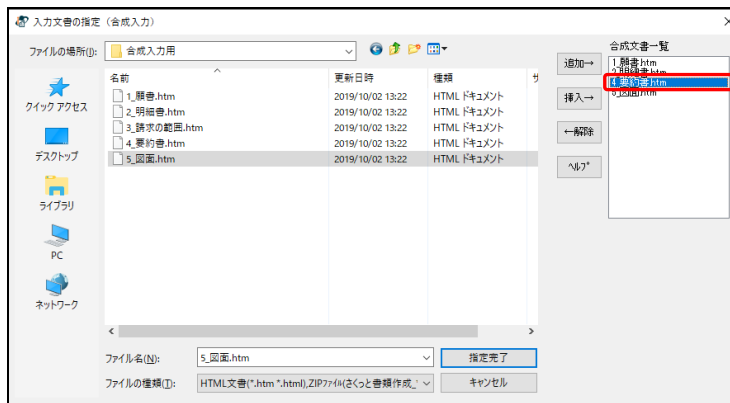 入力文書の指定（合成入力）
ファイルの場所(I):
合成入力用
クイック アクセス
デスクトップ
ライブラリ
PC
ネットワーク
名前
更新日時
種類
サ
1_願書.htm
2019/10/02 13:22
HTML ドキュメント
2_明細書.htm
2019/10/02 13:22
HTML ドキュメント
3_請求の範囲.htm
2019/10/02 13:22
HTML ドキュメント
4_要約書.htm
2019/10/02 13:22
HTML ドキュメント
5_図面.htm
2019/10/02 13:22
HTML ドキュメント
ファイル名(N):
5_図面.htm
指定完了
ファイルの種類(T):
HTML文書(*.htm *.html),ZIPファイル(さくっと書類作成_
キャンセル
追加→
挿入→
←解除
ヘルプ
合成文書一覧
1_願書.htm
2_明細書.htm
4_要約書.htm
5_図面.htm